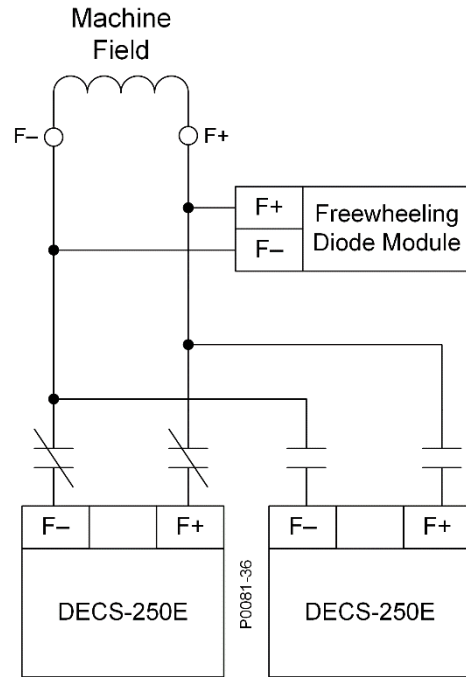 Machine
Field
F– F+
F+ Freewheeling
F– Diode Module
F– F+ F– F+
DECS-250E P0081-36 DECS-250E